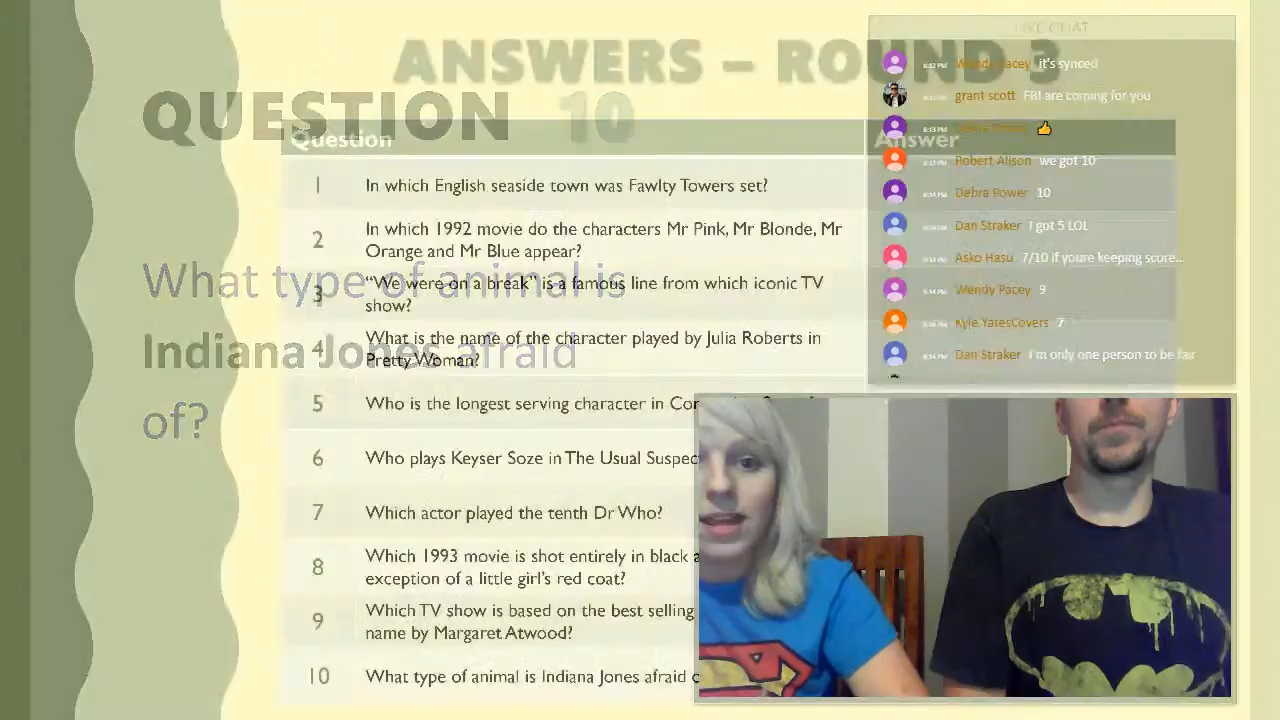 LIVE CHAT
ANSWERS – ROUND 3
QUESTION 10
Question
Answer
What type of animal is
Indiana Jones afraid
of?
1 In which English seaside town was Fawlty Towers set?
2 In which 1992 movie do the characters Mr Pink, Mr Blonde, Mr
Orange and Mr Blue appear?
3 "We were on a break" is a famous line from which iconic TV
show?
4 What is the name of the character played by Julia Roberts in
Pretty Woman?
5 Who is the longest serving character in
6 Who plays Keyser Soze in The Usual
7 Which actor played the tenth Dr Who?
8 Which 1993 movie is shot entirely in black
exception of a little girl's red coat?
9 Which TV show is based on the best selling
name by Margaret Atwood?
10 What type of animal is Indiana Jones afraid
Wendy Pacey it's synced
grant scott FBI are coming for you
👍
Robert Alison we got 10
Debra Power 10
Dan Straker I got 5 LOL
Asko Hasu 7/10 if youre keeping score...
Wendy Pacey 9
Kyle YatesCovers 7
Dan Straker I'm only one person to be fair